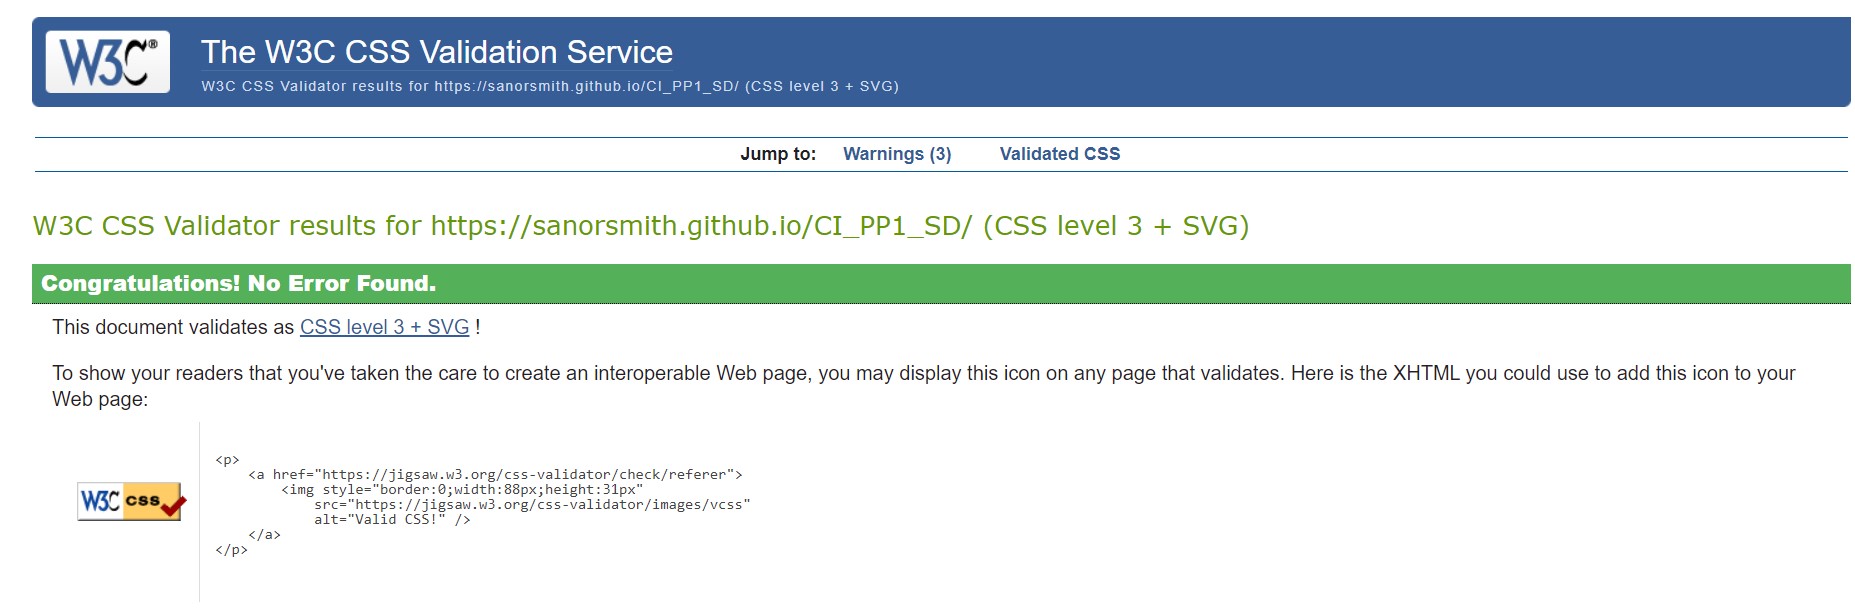 W3C®
The W3C CSS Validation Service
W3C CSS Validator results for https://sanorsmith.github.io/CI_PP1_SD/ (CSS level 3 + SVG)
Jump to: Warnings (3) Validated CSS
W3C CSS Validator results for https://sanorsmith.github.io/CI_PP1_SD/ (CSS level 3 + SVG)
Congratulations! No Error Found.
This document validates as CSS level 3 + SVG !
To show your readers that you've taken the care to create an interoperable Web page, you may display this icon on any page that validates. Here is the XHTML you could use to add this icon to your
Web page:
W3C css
<p>
    <a href="https://jigsaw.w3.org/css-validator/check/referer">
        <img style="border:0;width:88px;height:31px"
            src="https://jigsaw.w3.org/css-validator/images/vcss"
            alt="Valid CSS!" />
    </a>
</p>